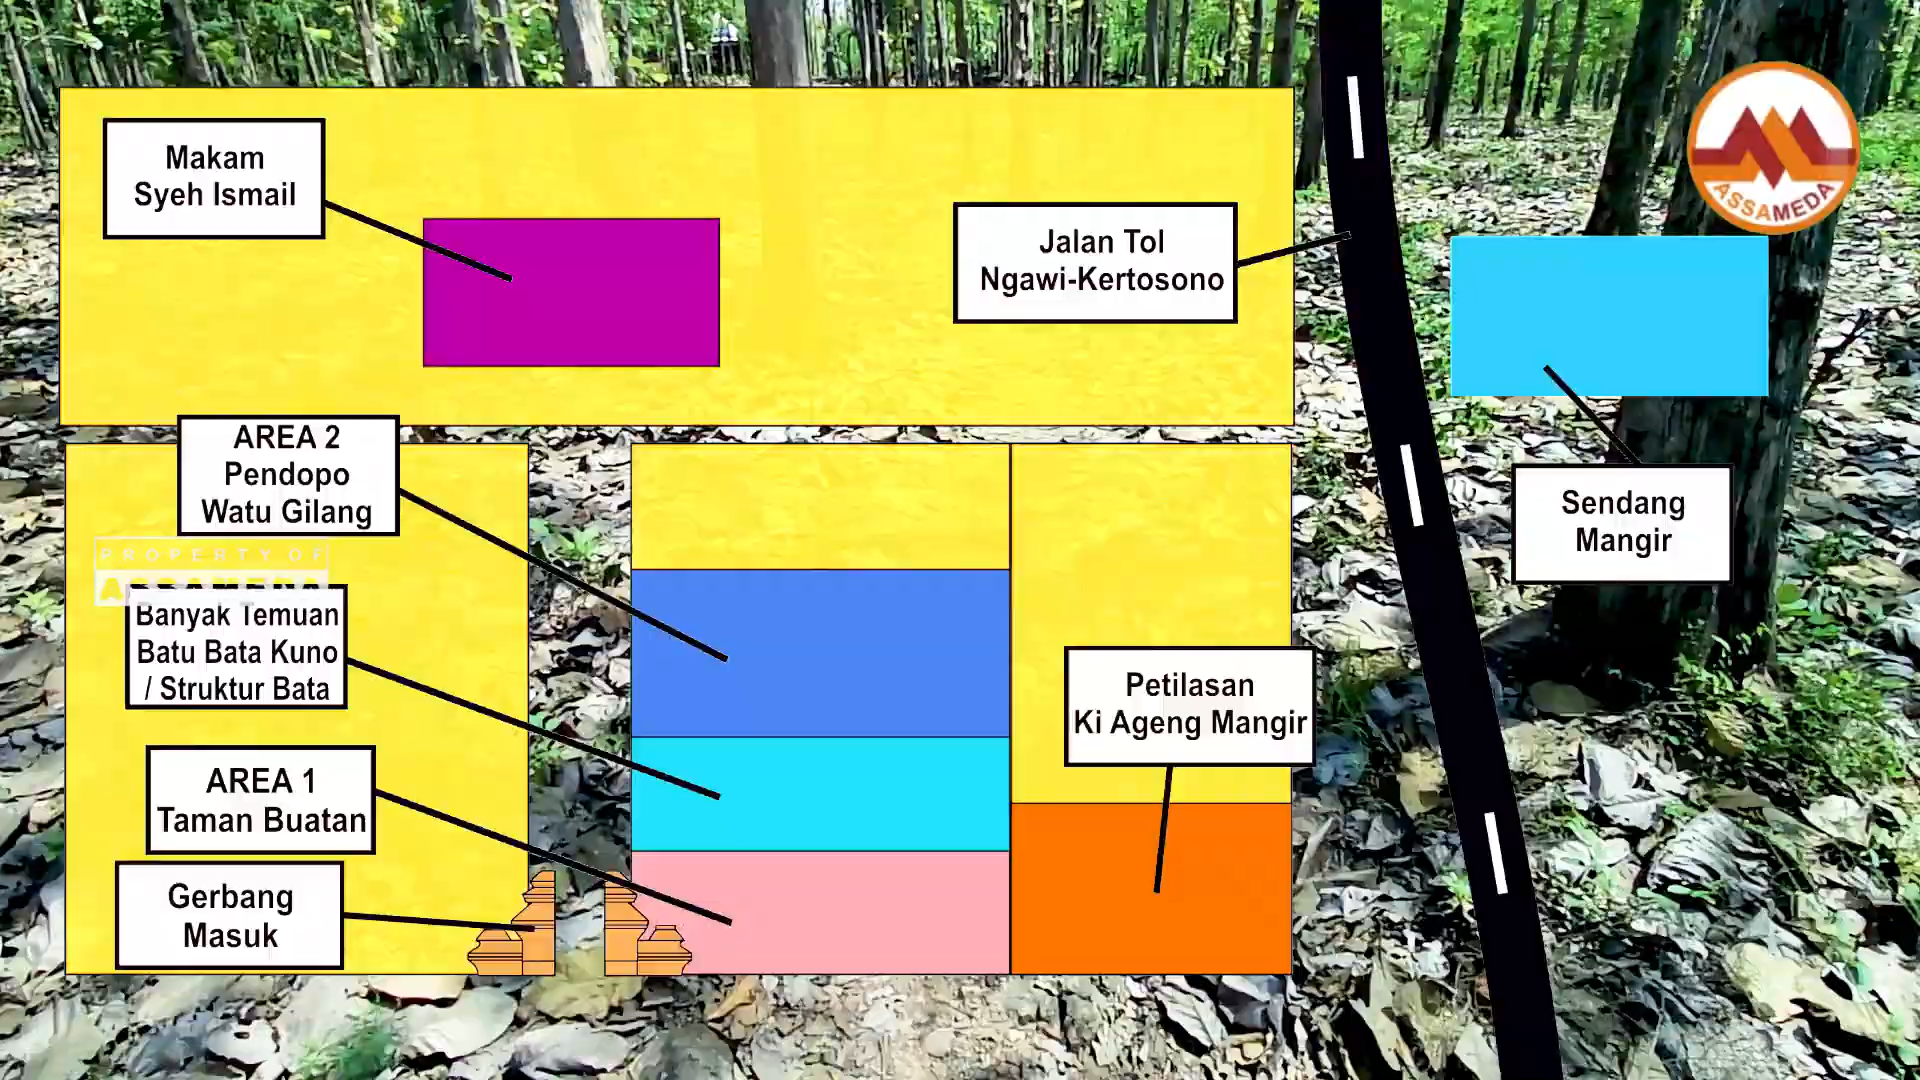 Makam
Syeh Ismail
Jalan Tol
Ngawi-Kertosono
ASSAMEDA
AREA 2
Pendopo
Watu Gilang
Sendang
Mangir
PROPERTY OF
ASSAMEDA
Banyak Temuan
Batu Bata Kuno
/ Struktur Bata
Petilasan
Ki Ageng Mangir
AREA 1
Taman Buatan
Gerbang
Masuk